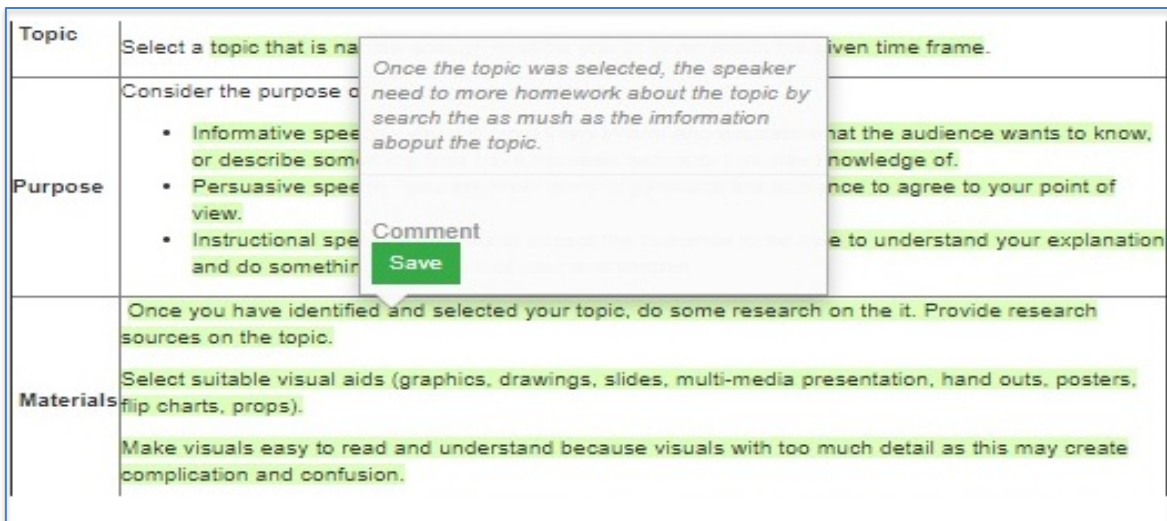 Topic
Select a topic that is na iven time frame.
Once the topic was selected, the speaker
need to more homework about the topic by
search the as mush as the imformation
aboput the topic.
Comment
Save
Purpose
Consider the purpose o
• Informative spee hat the audience wants to know,
or describe som nowledge of.
• Persuasive spee nce to agree to your point of
view.
• Instructional spe e to understand your explanation
and do somethin
Materials
Once you have identified and selected your topic, do some research on the it. Provide research
sources on the topic.
Select suitable visual aids (graphics, drawings, slides, multi-media presentation, hand outs, posters,
flip charts, props).
Make visuals easy to read and understand because visuals with too much detail as this may create
complication and confusion.